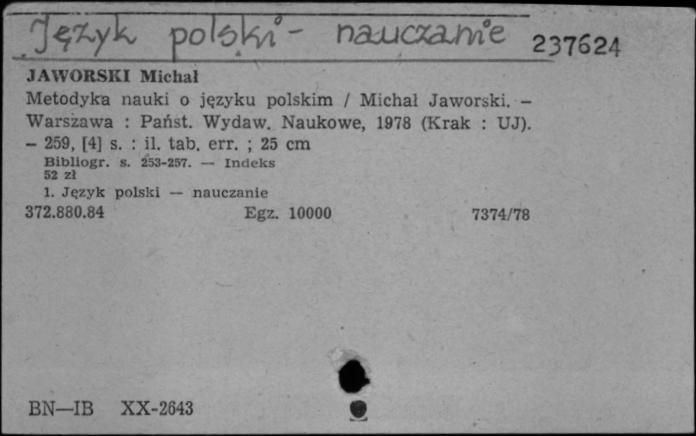 Język polski - nauczanie 237624
JAWORSKI Michał
Metodyka nauki o języku polskim / Michał Jaworski. –
Warszawa : Państ. Wydaw. Naukowe, 1978 (Krak : UJ).
– 259, [4] s. : il. tab. err. ; 25 cm
Bibliogr. s. 253-257. — Indeks
52 zł
1. Język polski — nauczanie
372.880.84 Egz. 10000 7374/78
BN—IB XX-2643